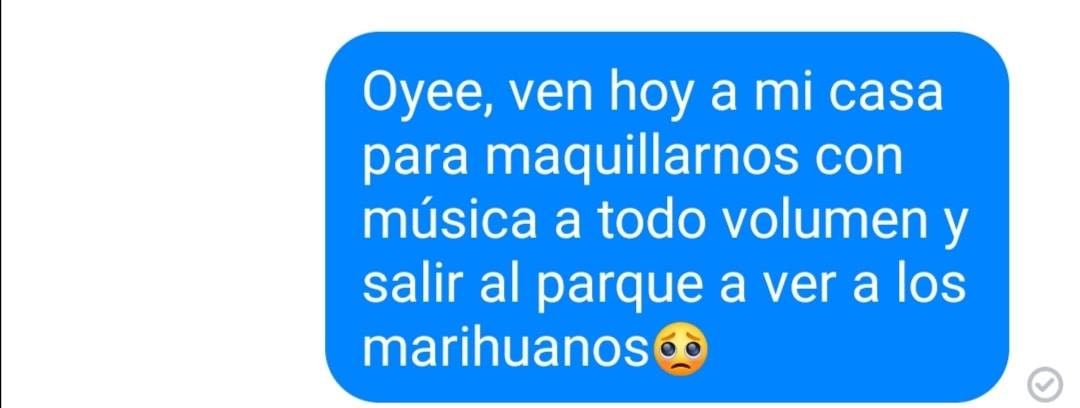 Oyee, ven hoy a mi casa
para maquillarnos con
música a todo volumen y
salir al parque a ver a los
marihuanos🥺